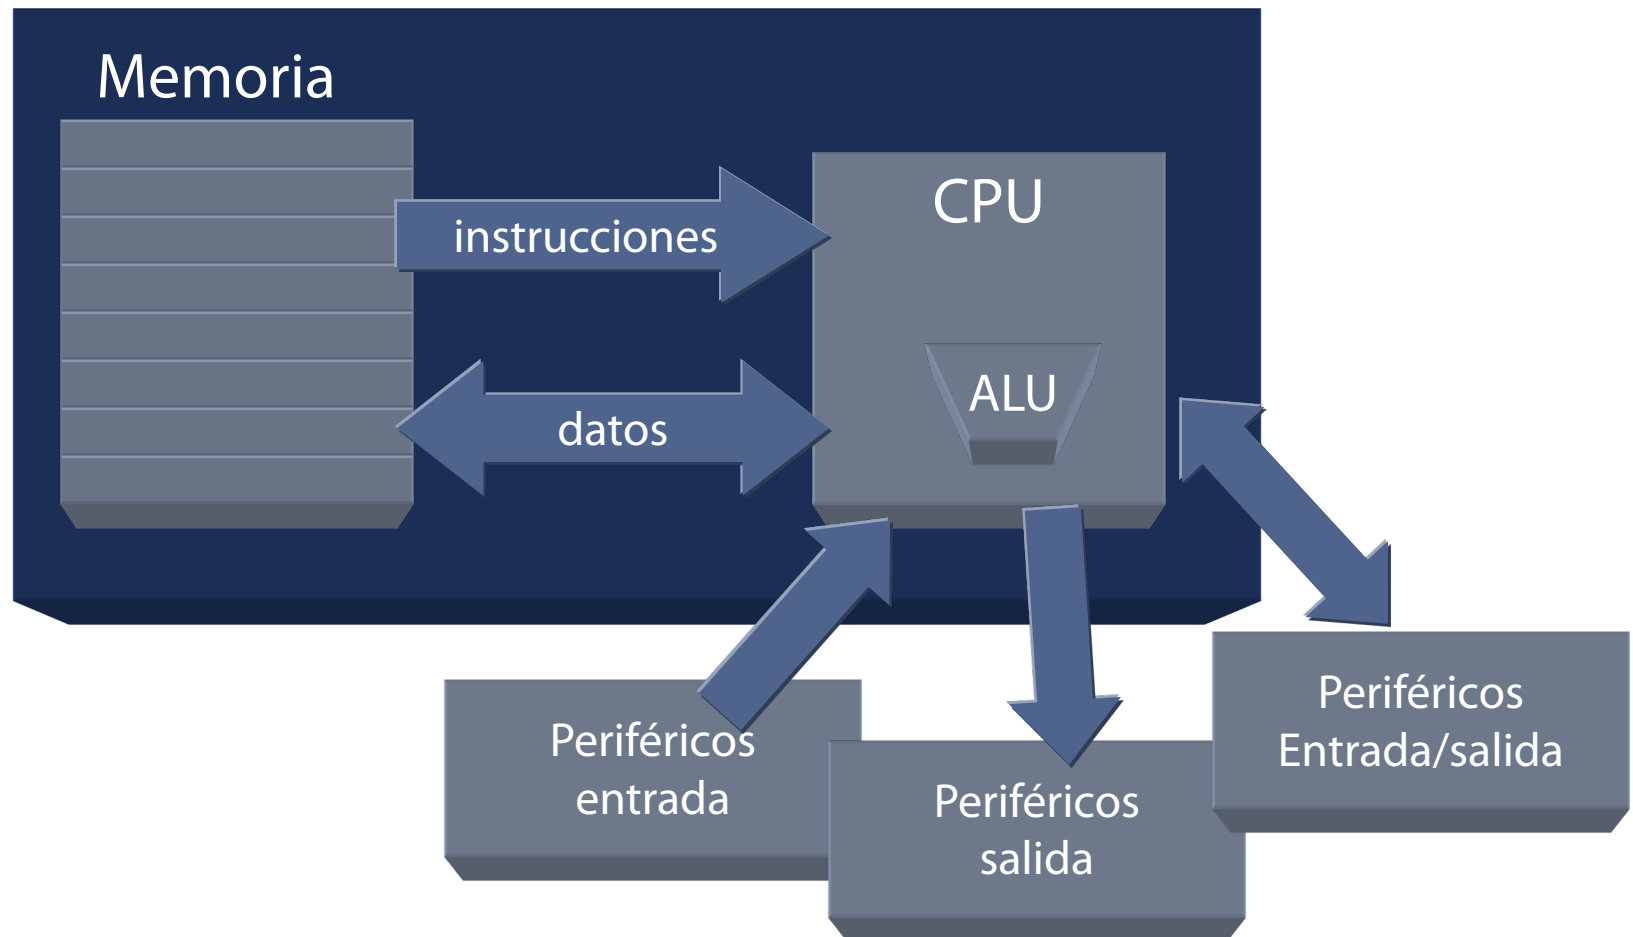 Memoria
CPU
instrucciones
ALU
datos
Periféricos
entrada
Periféricos
salida
Periféricos
Entrada/salida